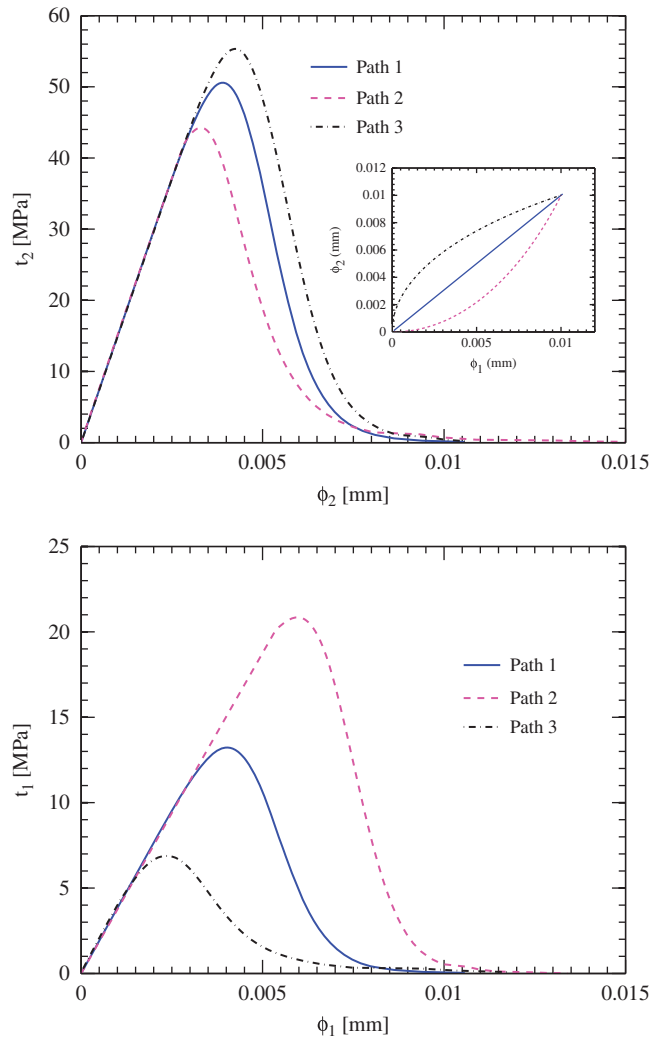 60
50
40
30
20
10
0
t₂ [MPa]
Path 1
Path 2
Path 3
0.012
0.01
0.008
0.006
0.004
0.002
0
ϕ₂ (mm)
0 0.005 0.01
ϕ₁ (mm)
0 0.005 0.01 0.015
ϕ₂ [mm]
25
20
15
10
5
0
t₁ [MPa]
Path 1
Path 2
Path 3
0 0.005 0.01 0.015
ϕ₁ [mm]